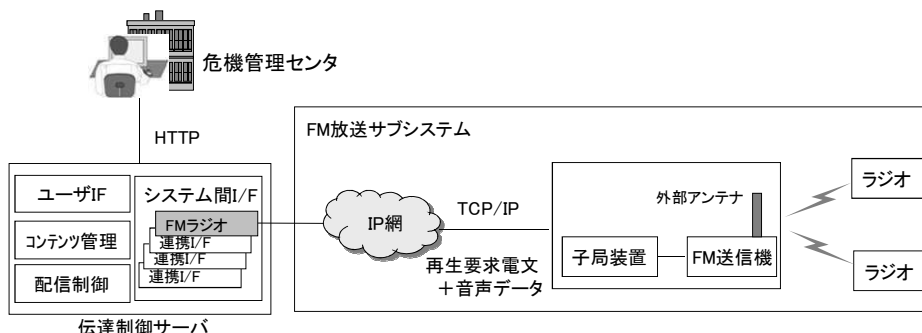 危機管理センタ
HTTP
FM放送サブシステム
ユーザIF
コンテンツ管理
配信制御
システム間I/F
FMラジオ
連携I/F
連携I/F
連携I/F
伝達制御サーバ
IP網
TCP/IP
再生要求電文
+音声データ
外部アンテナ
子局装置
FM送信機
ラジオ
ラジオ